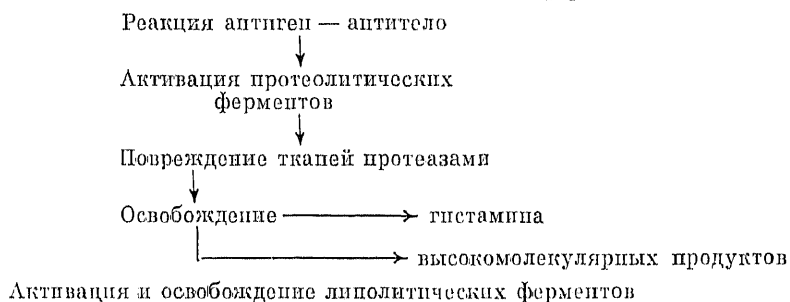 Реакция антиген — антитело
Активация протеолитических
ферментов
Повреждение тканей протеазами
Освобождение гистамина
высокомолекулярных продуктов
Активация и освобождение липолитических ферментов